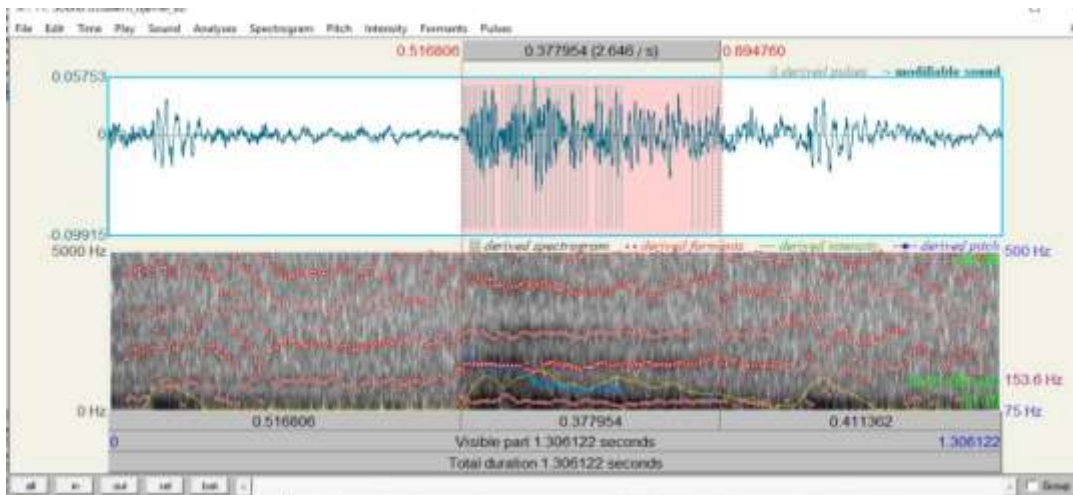 File Edit Time Play Sound Analyses Spectrogram Pitch Intensity Formants Pulses
0.516806 0.377954 (2.646 / s) 0.894760
derived pulses ~ modifiable sound
0.05753
0
-0.09915
derived spectrogram derived formants derived intensity derived pitch
5000 Hz 500 Hz
153.6 Hz
0 Hz 75 Hz
0.516806 0.377954 0.411362
0 Visible part 1.306122 seconds 1.306122
Total duration 1.306122 seconds
all in out sel bak Group